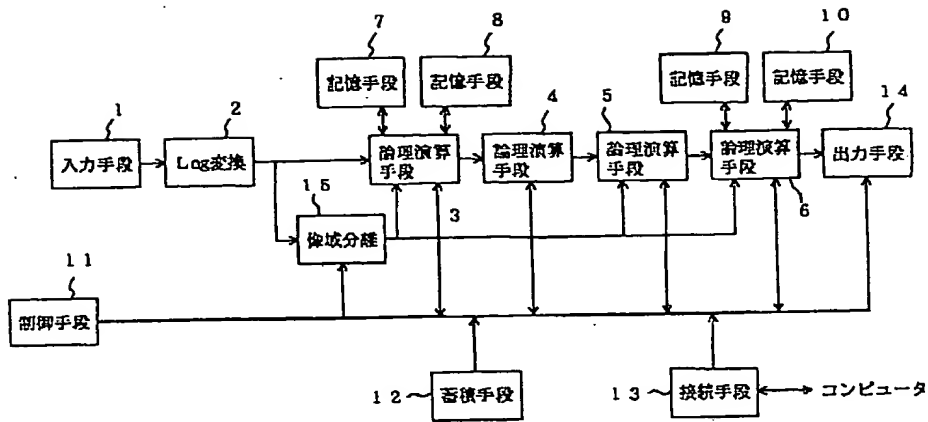 7
8
9
10
記憶手段
記憶手段
記憶手段
記憶手段
1
2
4
5
14
入力手段
Log変換
論理演算
手段
論理演算
手段
論理演算
手段
論理演算
手段
出力手段
15
3
6
像域分離
11
制御手段
12
蓄積手段
13
接続手段
コンピュータ